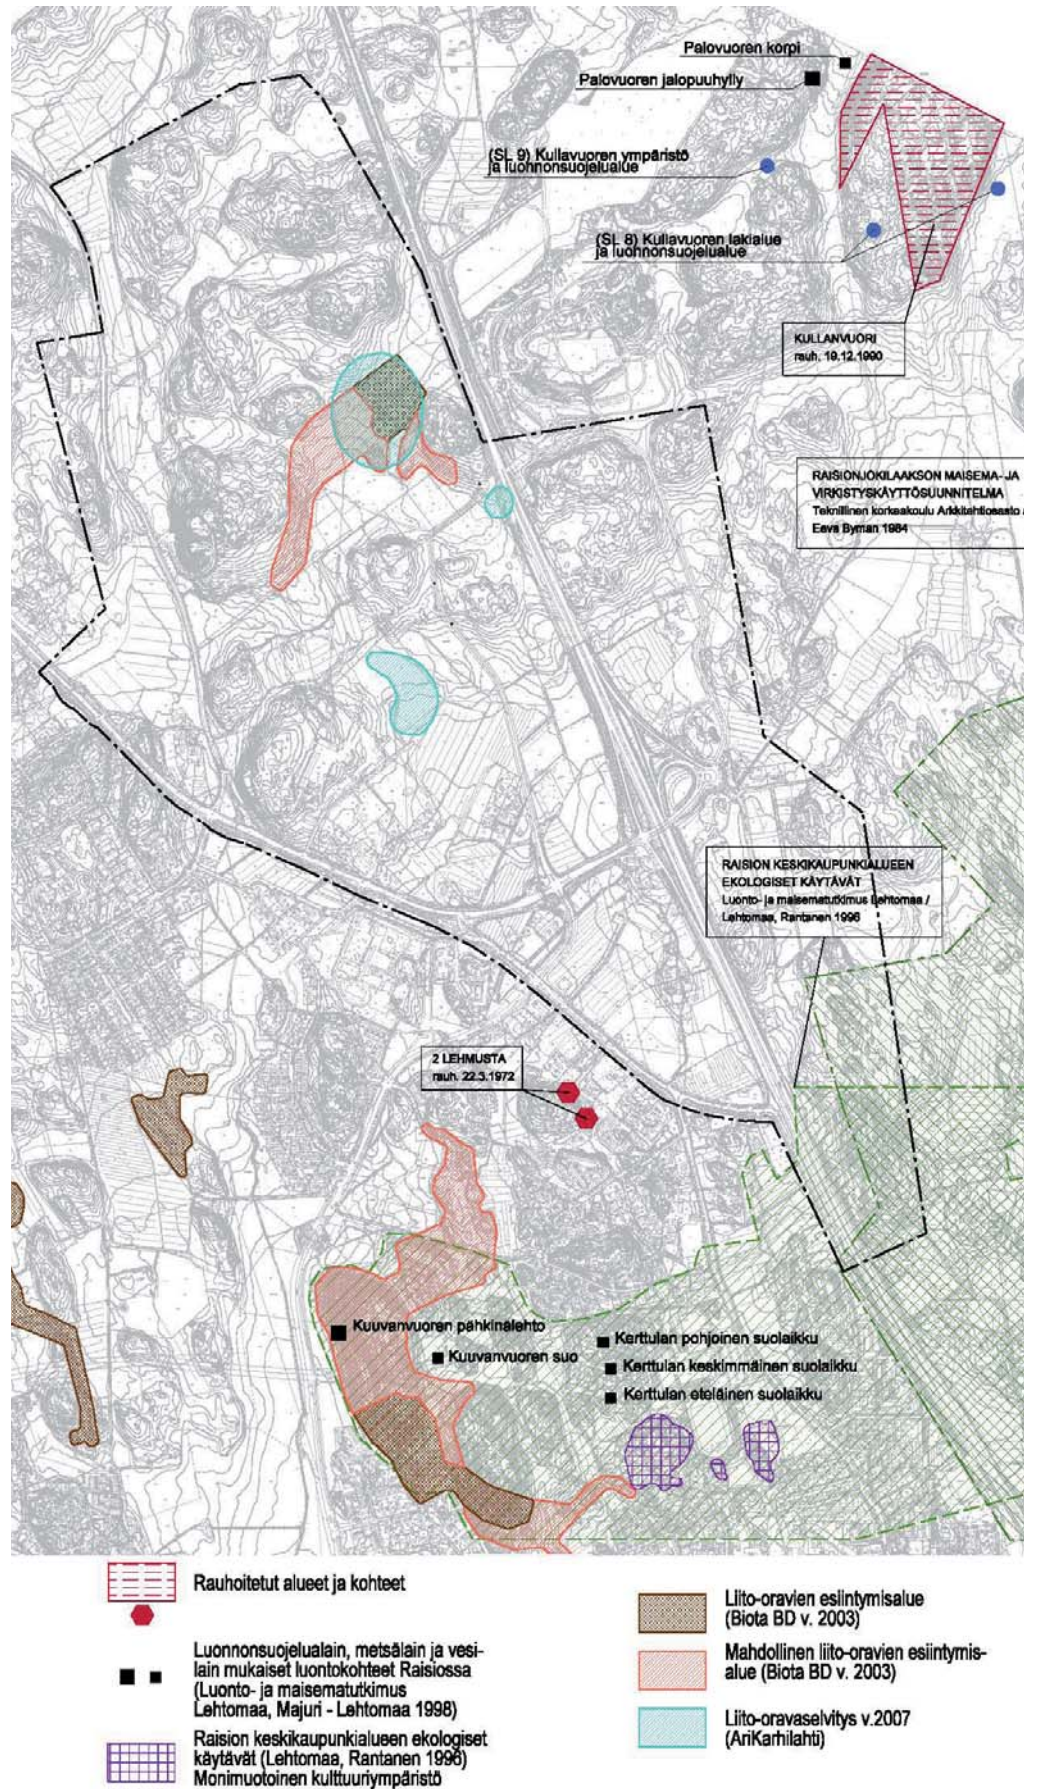 Palovuoren korpi
Palovuoren jalopuuhylly
(SL 9) Kullavuoren ympäristö
ja luohnonsuojelualue
(SL 8) Kullavuoren lakialue
ja luohnonsuojelualue
KULLANVUORI
rauh. 19.12.1990
RAISIONJOKILAAKSON MAISEMA- JA
VIRKISTYSKÄYTTÖSUUNNITELMA
Teknillinen korkeakoulu Arkkitehtiosasto /
Eeva Byman 1984
RAISION KESKIKAUPUNKIALUEEN
EKOLOGISET KÄYTÄVÄT
Luonto- ja maisematutkimus Lehtomaa /
Lehtomaa, Rantanen 1996
2 LEHMUSTA
rauh. 22.3.1972
Kuuvanvuoren pähkinälehto
Kuuvanvuoren suo
Kerttulan pohjoinen suolaikku
Kerttulan keskimmäinen suolaikku
Kerttulan eteläinen suolaikku
Rauhoitetut alueet ja kohteet
Luonnonsuojelualain, metsälain ja vesi-
lain mukaiset luontokohteet Raisiossa
(Luonto- ja maisematutkimus
Lehtomaa, Majuri - Lehtomaa 1998)
Raision keskikaupunkialueen ekologiset
käytävät (Lehtomaa, Rantanen 1996)
Monimuotoinen kulttuuriympäristö
Liito-oravien esiintymisalue
(Biota BD v. 2003)
Mahdollinen liito-oravien esiintymis-
alue (Biota BD v. 2003)
Liito-oravaselvitys v.2007
(AriKarhilahti)